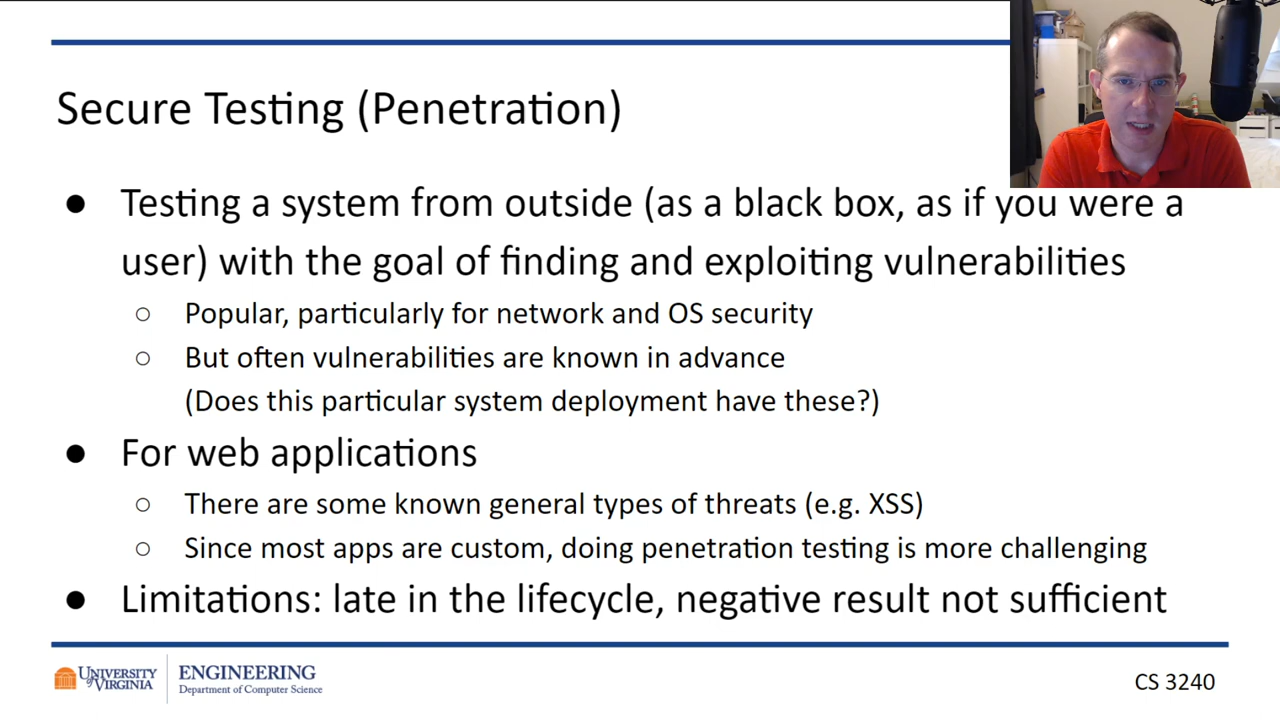 Secure Testing (Penetration)
● Testing a system from outside (as a black box, as if you were a
user) with the goal of finding and exploiting vulnerabilities
○ Popular, particularly for network and OS security
○ But often vulnerabilities are known in advance
(Does this particular system deployment have these?)
● For web applications
○ There are some known general types of threats (e.g. XSS)
○ Since most apps are custom, doing penetration testing is more challenging
● Limitations: late in the lifecycle, negative result not sufficient
UNIVERSITY
of VIRGINIA
ENGINEERING
Department of Computer Science
CS 3240